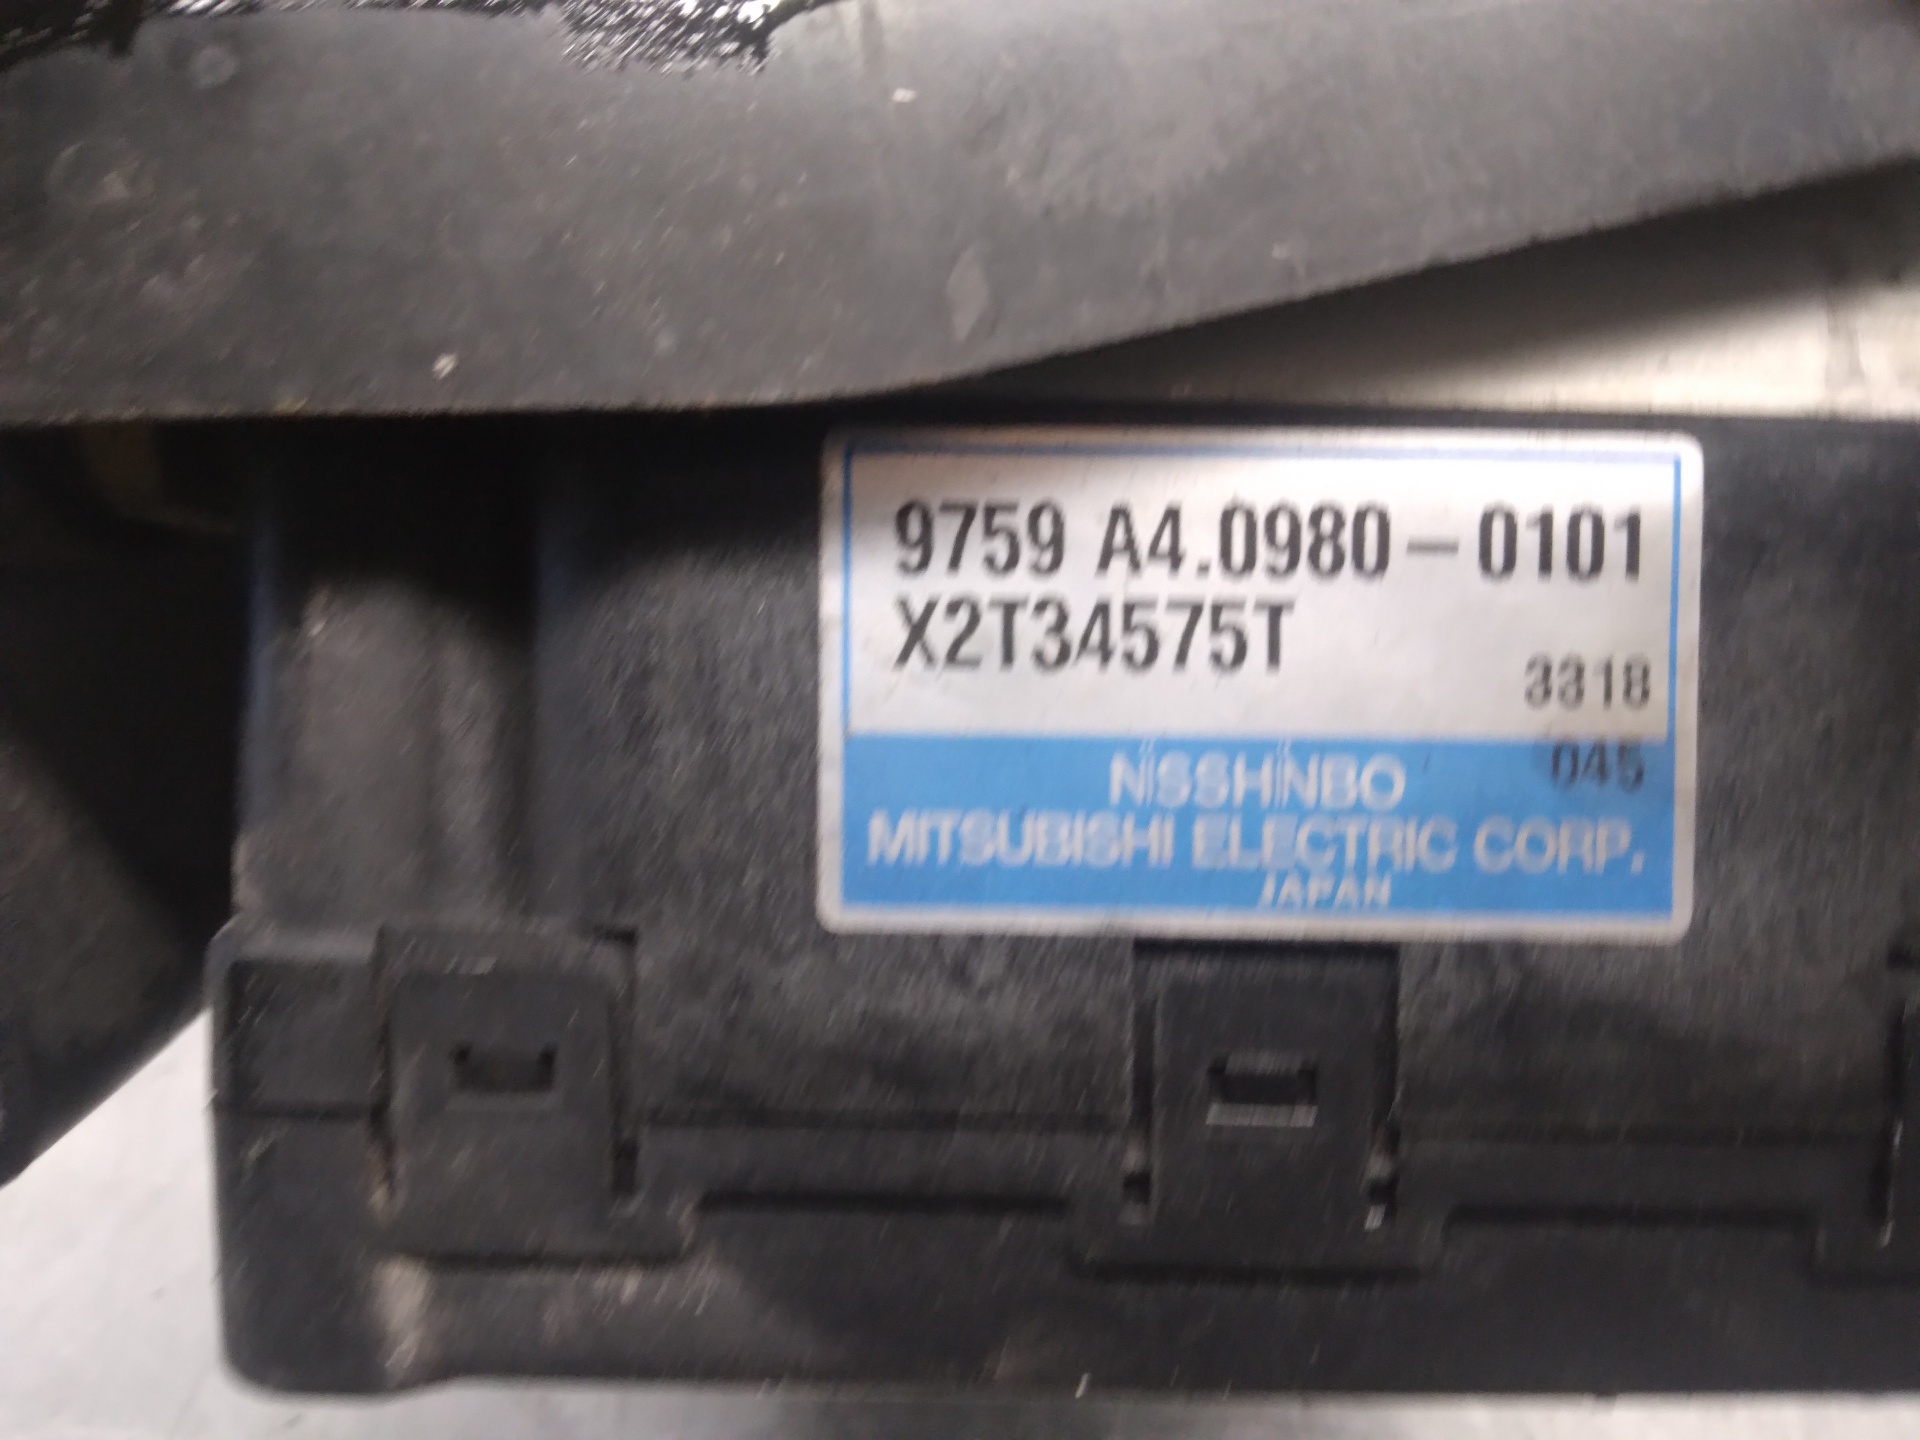 9759 A4.0980-0101
X2T34575T
3318
045
NISSHINBO
MITSUBISHI ELECTRIC CORP.
JAPAN